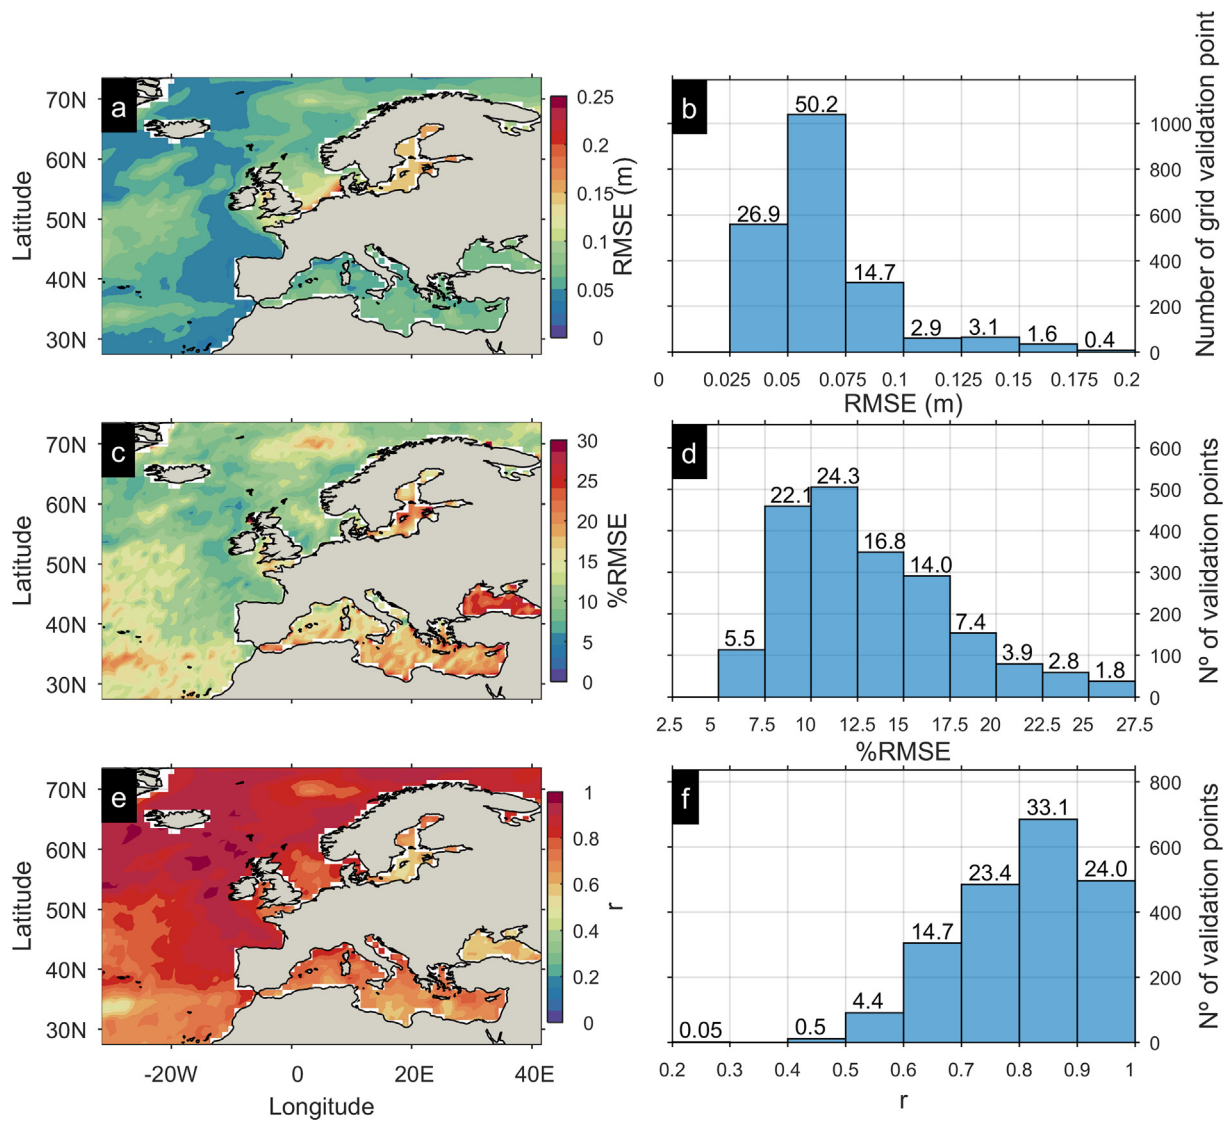 a
70N
60N
50N
40N
30N
Latitude
0.25
0.2
0.15
0.1
0.05
0
RMSE (m)
b
26.9
50.2
14.7
2.9
3.1
1.6
0.4
1000
800
600
400
200
0
Number of grid validation point
0 0.025 0.05 0.075 0.1 0.125 0.15 0.175 0.2
RMSE (m)
c
70N
60N
50N
40N
30N
Latitude
30
25
20
15
10
5
0
%RMSE
d
5.5
22.1
24.3
16.8
14.0
7.4
3.9
2.8
1.8
600
500
400
300
200
100
0
Nº of validation points
2.5 5 7.5 10 12.5 15 17.5 20 22.5 25 27.5
%RMSE
e
70N
60N
50N
40N
30N
Latitude
-20W 0 20E 40E
Longitude
1
0.8
0.6
0.4
0.2
0
r
f
0.05
0.5
4.4
14.7
23.4
33.1
24.0
800
600
400
200
0
Nº of validation points
0.2 0.3 0.4 0.5 0.6 0.7 0.8 0.9 1
r